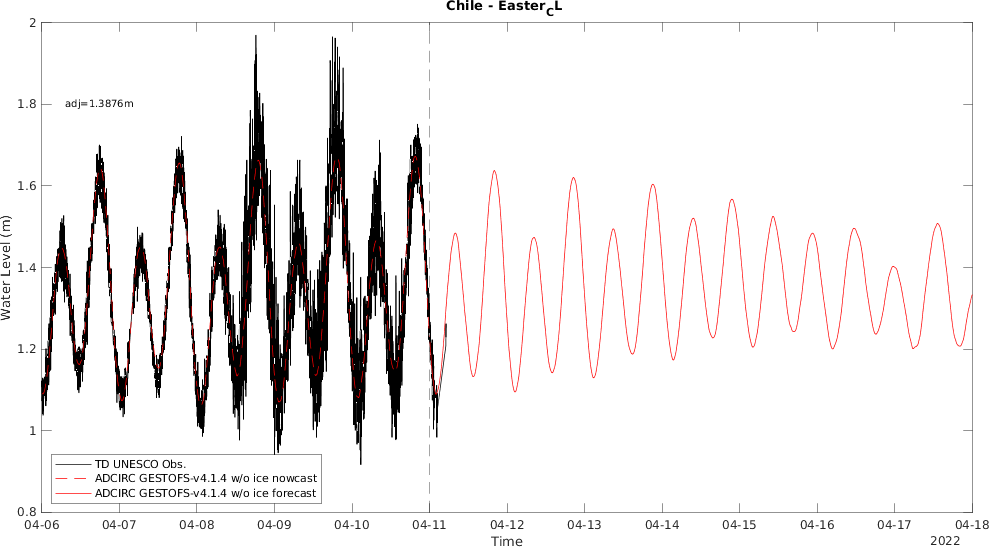 Chile - Easter_CL
2
1.8
1.6
1.4
1.2
1
0.8
Water Level (m)
adj=1.3876m
TD UNESCO Obs.
ADCIRC GESTOFS-v4.1.4 w/o ice nowcast
ADCIRC GESTOFS-v4.1.4 w/o ice forecast
04-06 04-07 04-08 04-09 04-10 04-11 04-12 04-13 04-14 04-15 04-16 04-17 04-18
Time
2022